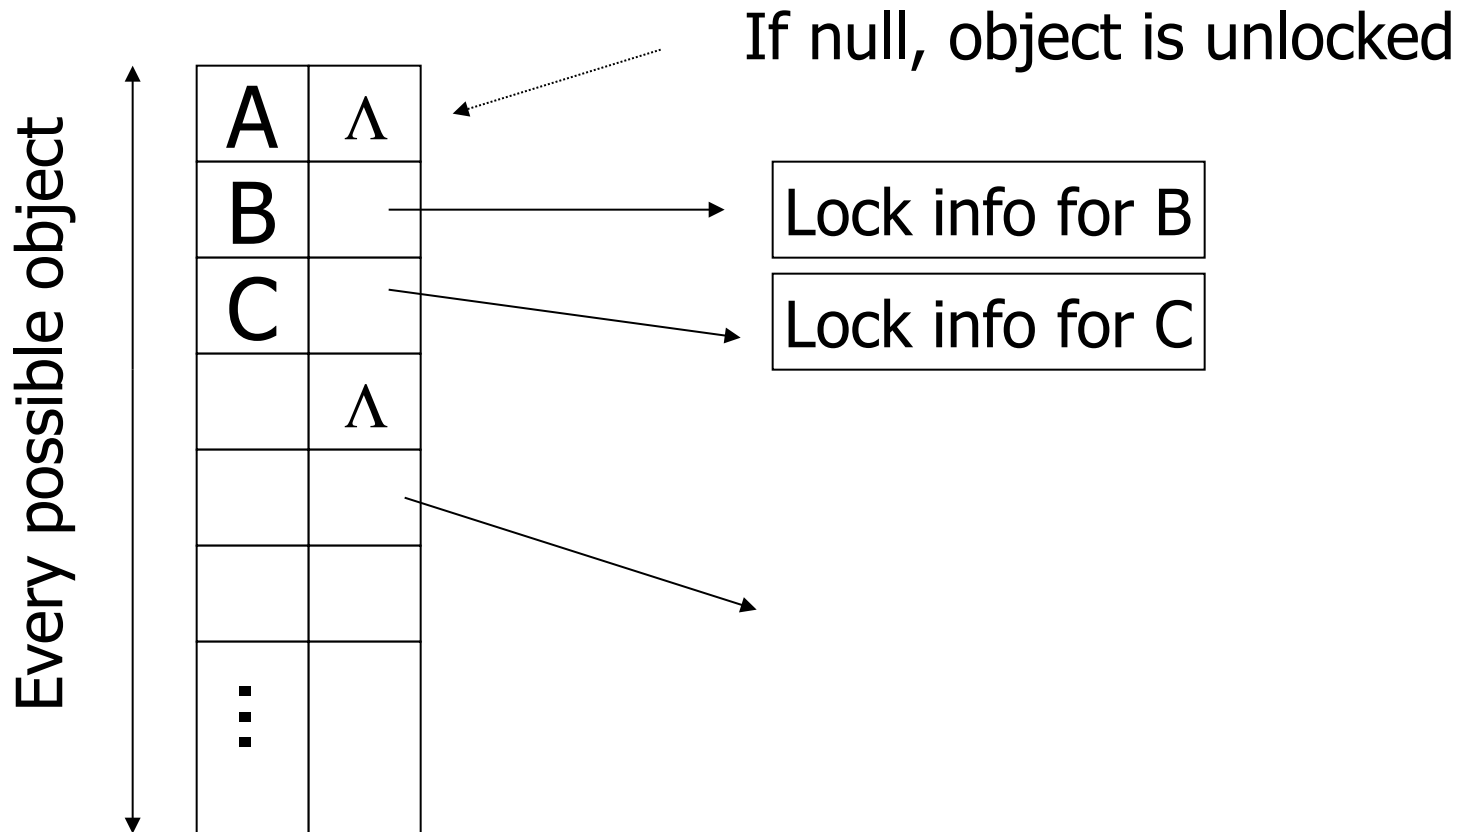 If null, object is unlocked
Every possible object
A Λ
B
Lock info for B
C
Lock info for C
Λ
⋮